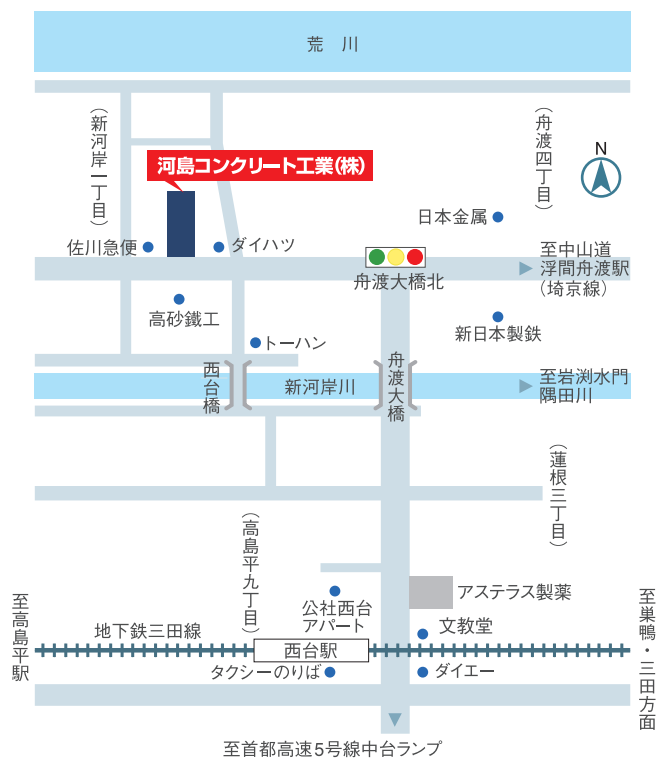 荒　川
(新河岸一丁目)
(舟渡四丁目)
N
河島コンクリート工業(株)
日本金属
佐川急便
ダイハツ
至中山道
浮間舟渡駅
(埼京線)
舟渡大橋北
高砂鐵工
新日本製鉄
トーハン
西台橋
新河岸川
舟渡大橋
至岩渕水門
隅田川
(蓮根三丁目)
(高島平九丁目)
アステラス製薬
公社西台
アパート
文教堂
至高島平駅
地下鉄三田線
西台駅
至巣鴨・三田方面
タクシーのりば
ダイエー
至首都高速5号線中台ランプ